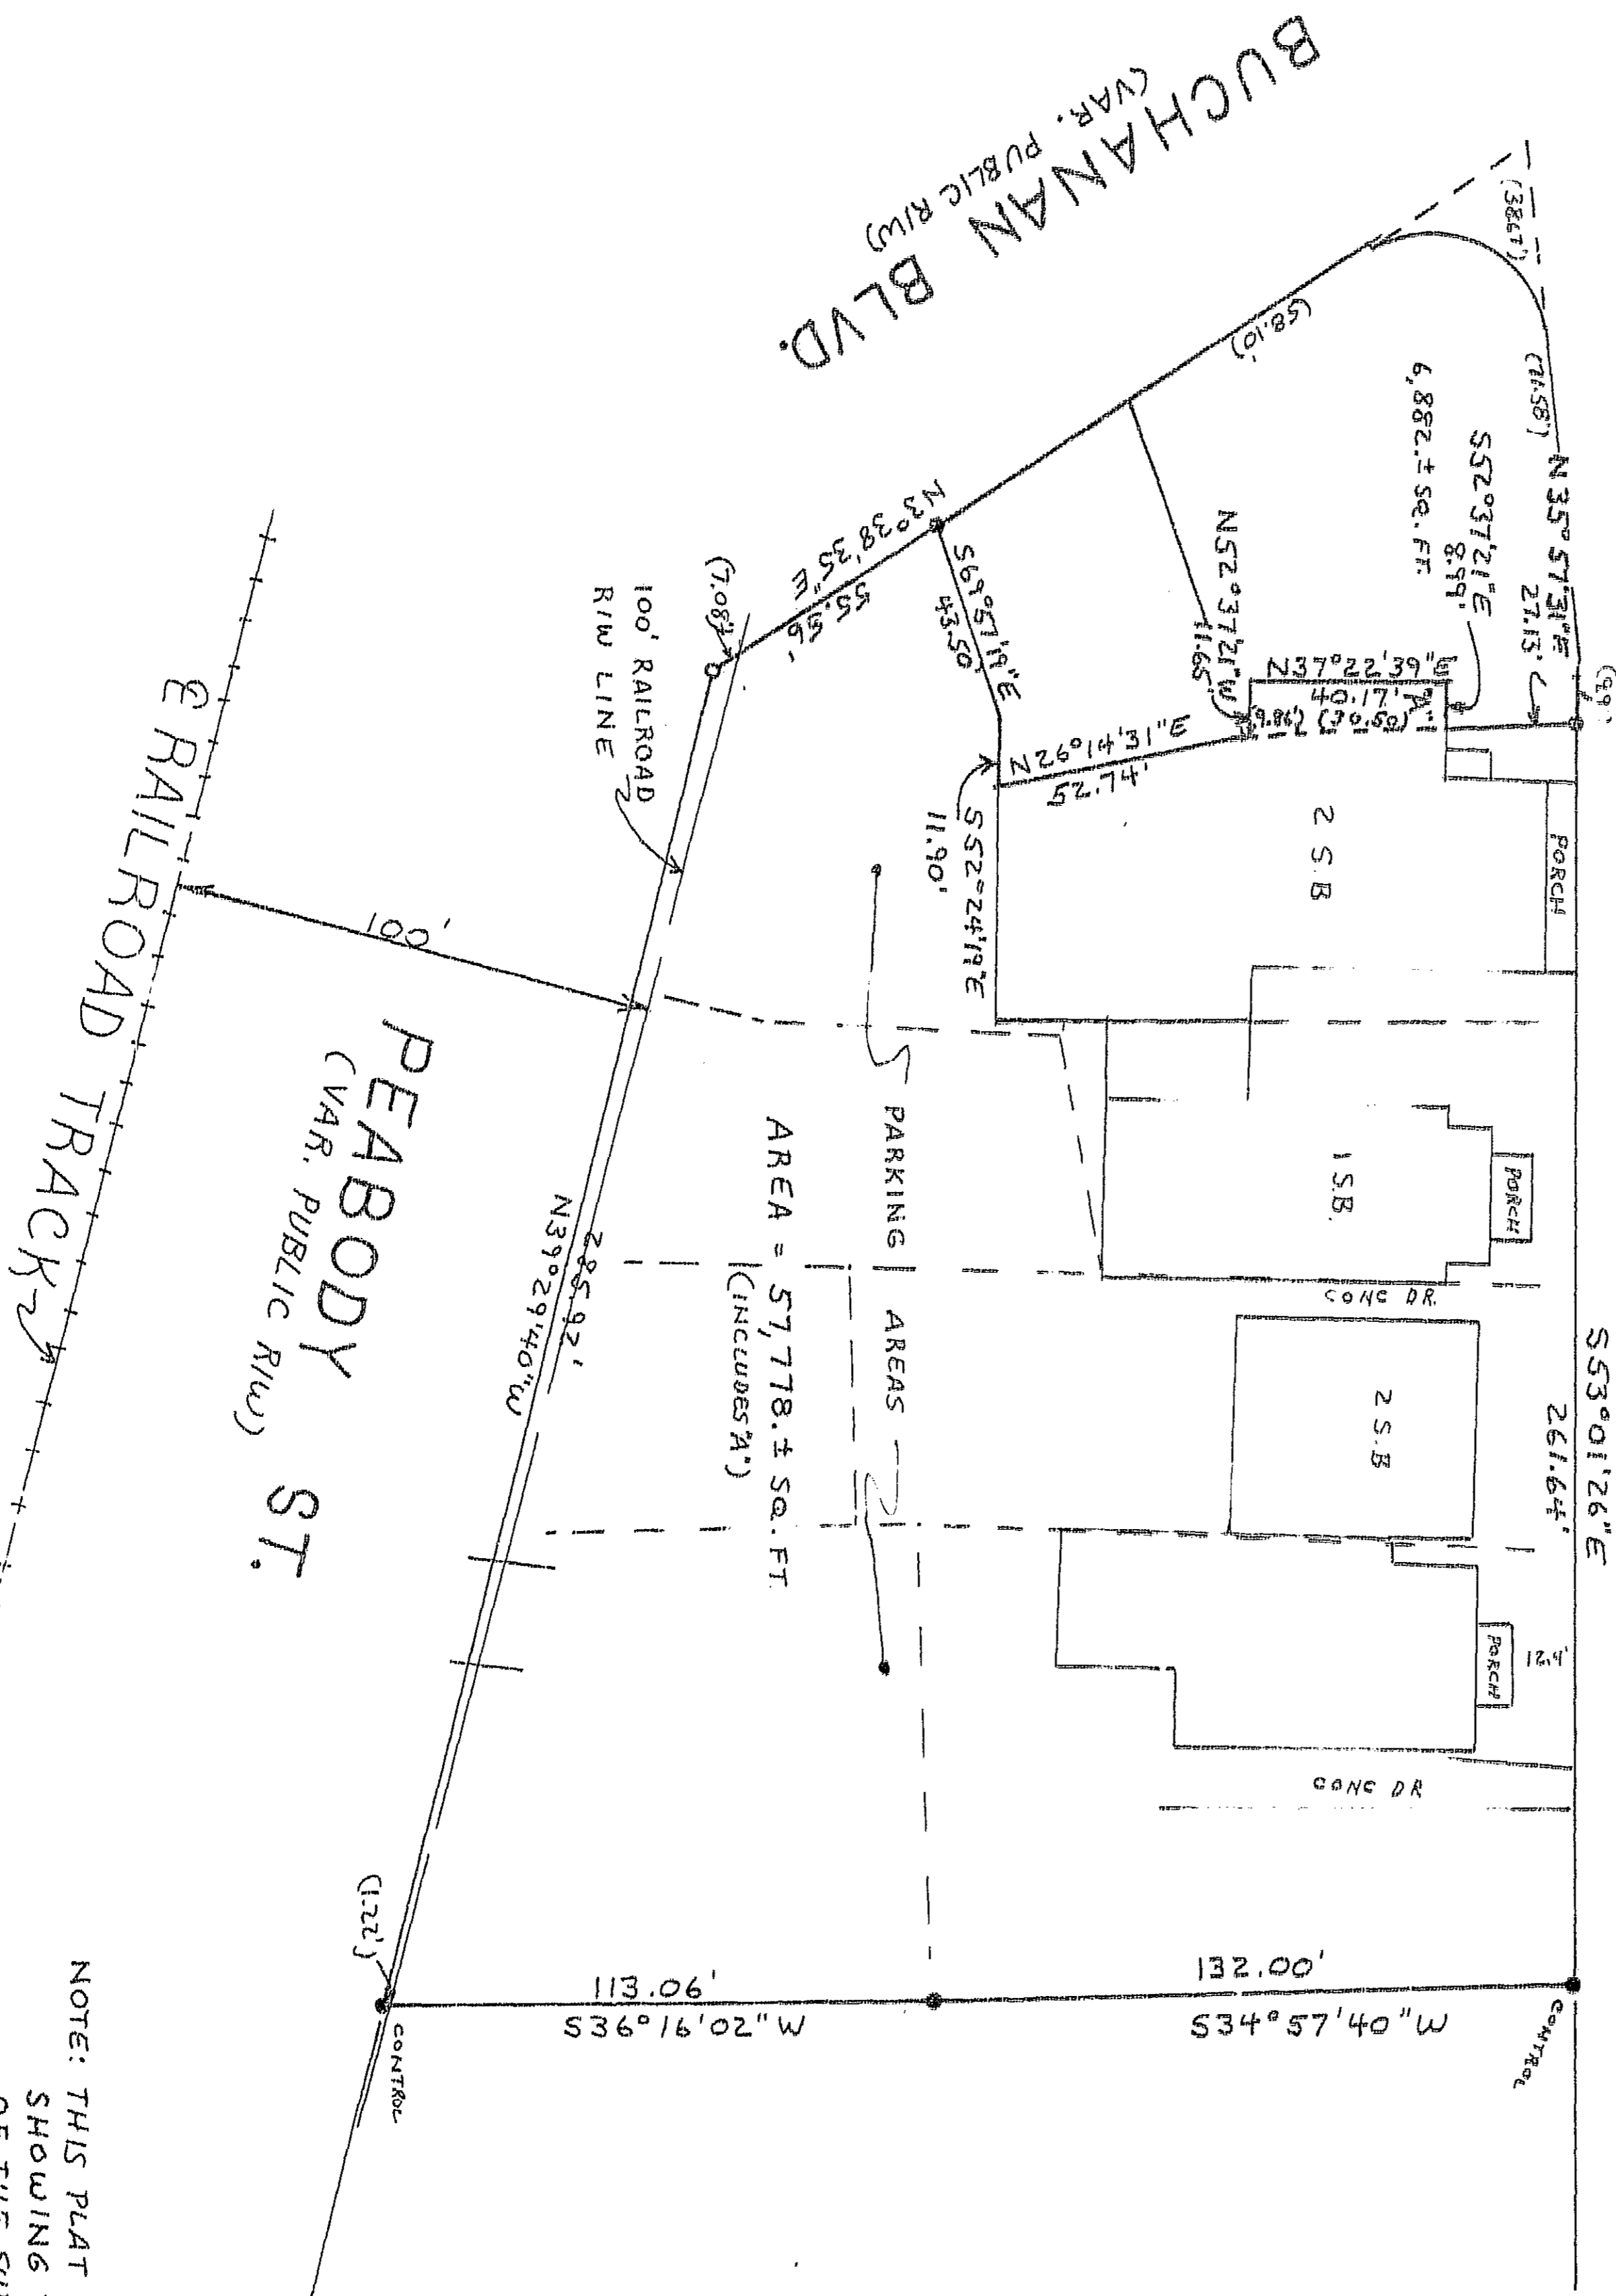 BUCHANAN BLVD.
(VAR. PUBLIC R/W)
(38.67')
(71.58')
N 35° 57'31"E
27.13'
S52°37'21"E
8.99'
6,882.± SQ. FT.
(58.10')
N52°37'21"W
11.65'
N37°22'39"E
40.17'
"A"
(9.86') (30.50')
N26°14'31"E
52.74'
S69°57'19"E
43.50'
S52°24'19"E
11.90'
N3°38'35"E
55.56'
(7.08')
100' RAILROAD
R/W LINE
2 S.B
PORCH
1 S.B.
PORCH
CONC DR.
2 S.B
PORCH
12.4'
CONC DR
S53°01'26"E
261.64'
PARKING AREAS
AREA = 57,778.± SQ. FT.
(INCLUDES "A")
285.92'
N39°29'40"W
100'
PEABODY ST.
(VAR. PUBLIC R/W)
℄ RAILROAD TRACK
132.00'
S34°57'40"W
CONTROL
113.06'
S36°16'02"W
(1.22')
CONTROL
NOTE: THIS PLAT
SHOWING
OF THE